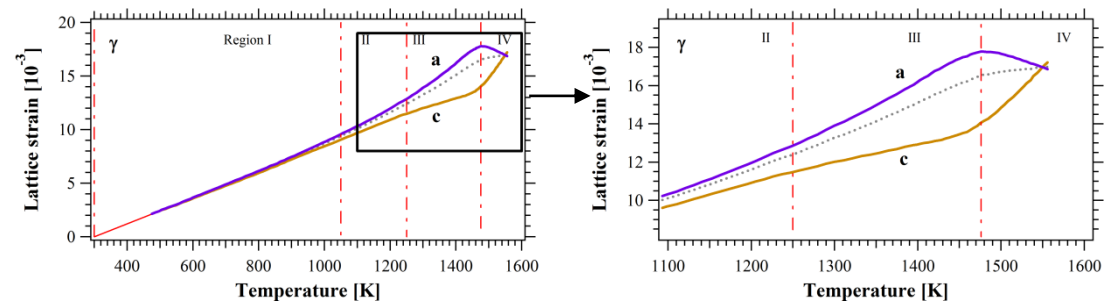 20
15
10
5
0
Lattice strain [10⁻³]
γ
Region I
II
III
IV
a
c
400
600
800
1000
1200
1400
1600
Temperature [K]
18
16
14
12
10
Lattice strain [10⁻³]
γ
II
III
IV
a
c
1100
1200
1300
1400
1500
1600
Temperature [K]